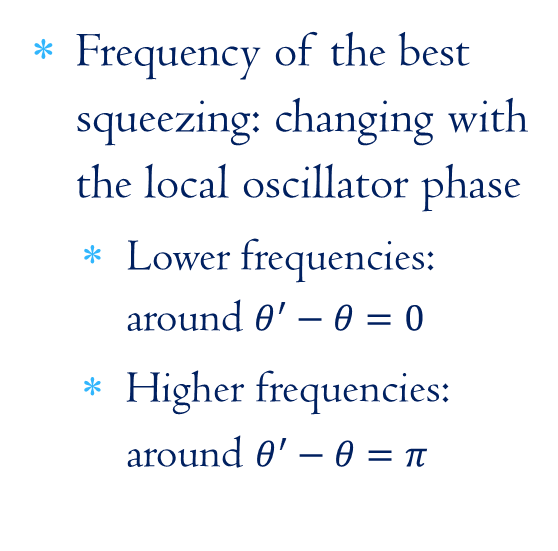 * Frequency of the best
squeezing: changing with
the local oscillator phase
* Lower frequencies:
around θ′ − θ = 0
* Higher frequencies:
around θ′ − θ = π